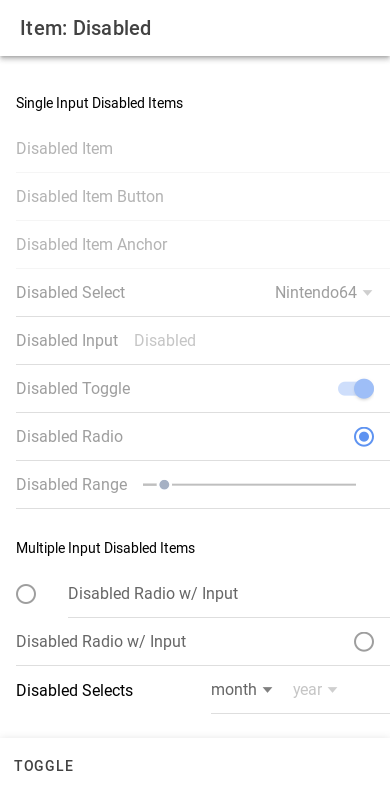 Item: Disabled
Single Input Disabled Items
Disabled Item
Disabled Item Button
Disabled Item Anchor
Disabled Select Nintendo64
Disabled Input Disabled
Disabled Toggle
Disabled Radio
Disabled Range
Multiple Input Disabled Items
Disabled Radio w/ Input
Disabled Radio w/ Input
Disabled Selects month year
TOGGLE